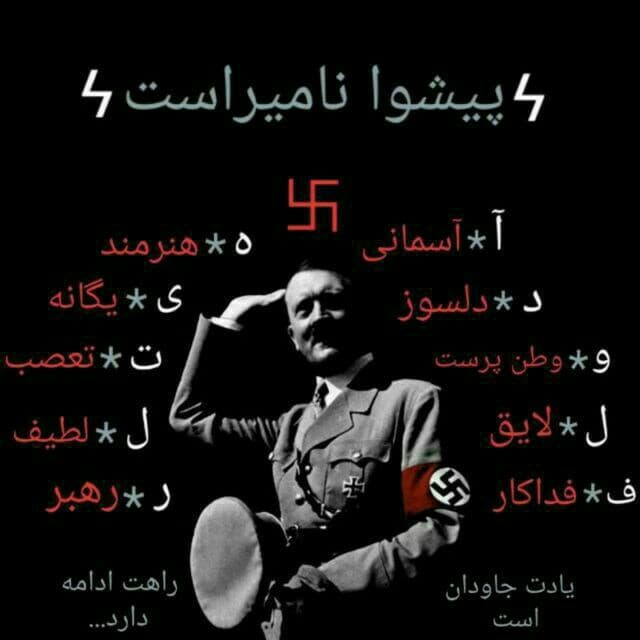 پیشوا نامیراست
آ * آسمانی
د * دلسوز
و * وطن پرست
ل * لایق
ف * فداکار
ه * هنرمند
ی * یگانه
ت * تعصب
ل * لطیف
ر * رهبر
یادت جاودان
است
راهت ادامه
دارد...